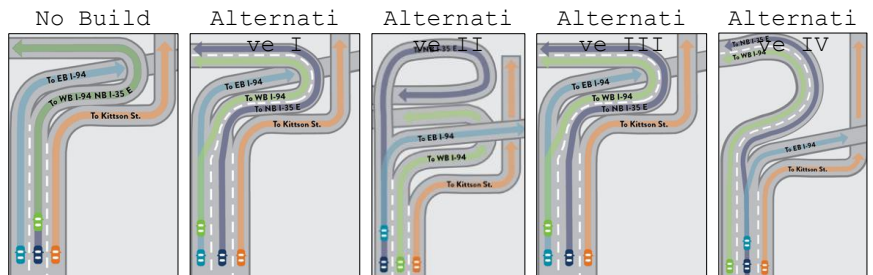 No Build
Alternati
ve I
Alternati
ve II
Alternati
ve III
Alternati
ve IV
To EB I-94
To WB I-94 NB I-35 E
To Kittson St.
To EB I-94
To WB I-94
To NB I-35 E
To Kittson St.
To NB I-35 E
To EB I-94
To WB I-94
To Kittson St.
To EB I-94
To WB I-94
To NB I-35 E
To Kittson St.
To NB I-35 E
To WB I-94
To EB I-94
To Kittson St.